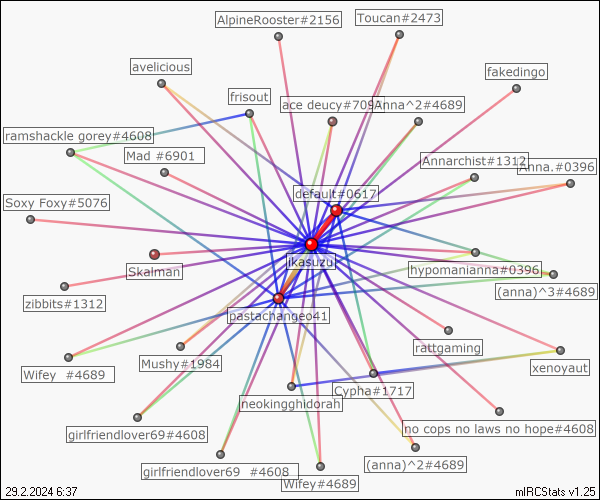 AlpineRooster#2156
Toucan#2473
avelicious
fakedingo
frisout
ace deucy#709
Anna^2#4689
ramshackle gorey#4608
Mad #6901
Annarchist#1312
Anna.#0396
default#0617
Soxy Foxy#5076
jkasuzu
Skalman
hypomanianna#0396
(anna)^3#4689
zibbits#1312
pastachangeo41
rattgaming
Mushy#1984
xenoyaut
Wifey #4689
Cypha#1717
neokingghidorah
girlfriendlover69#4608
no cops no laws no hope#4608
girlfriendlover69 #4608
(anna)^2#4689
Wifey#4689
29.2.2024 6:37
mIRCStats v1.25